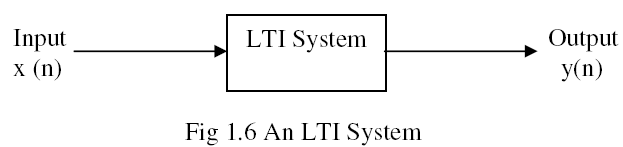 Input
x (n)
LTI System
Output
y(n)
Fig 1.6 An LTI System